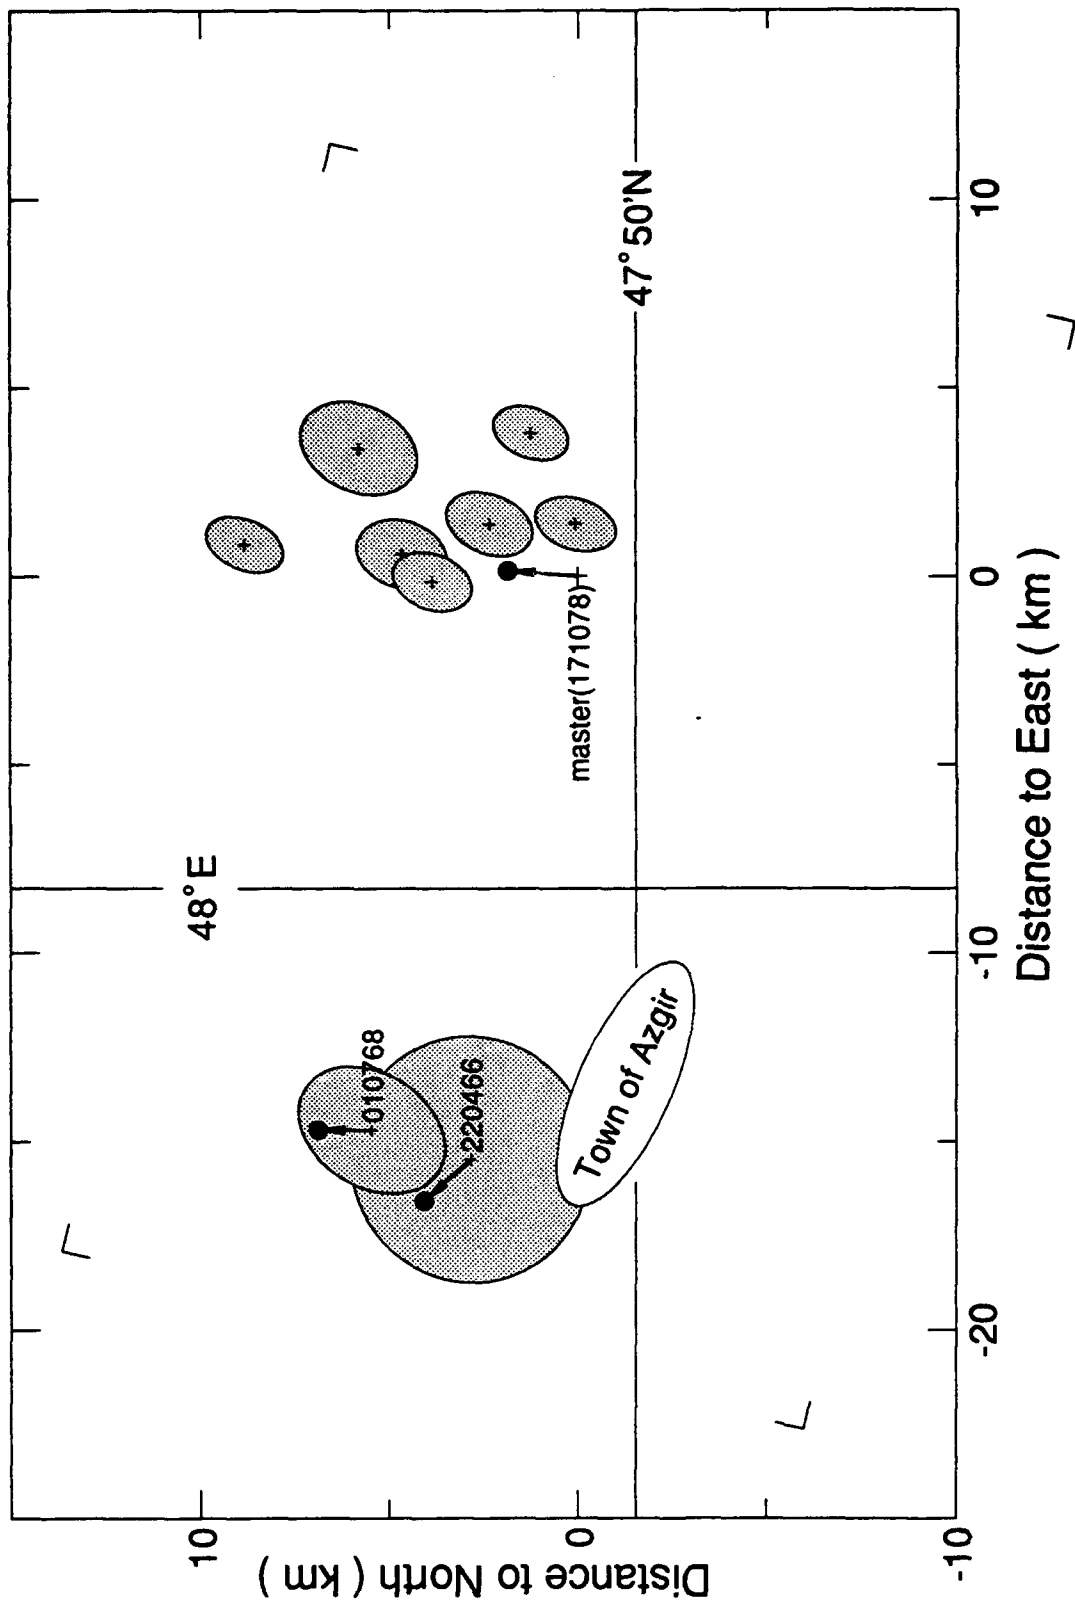 Distance to North ( km )
10
0
-10
48°E
47°50'N
010768
220466
master(171078)
Town of Azgir
-20
-10
0
10
Distance to East ( km )